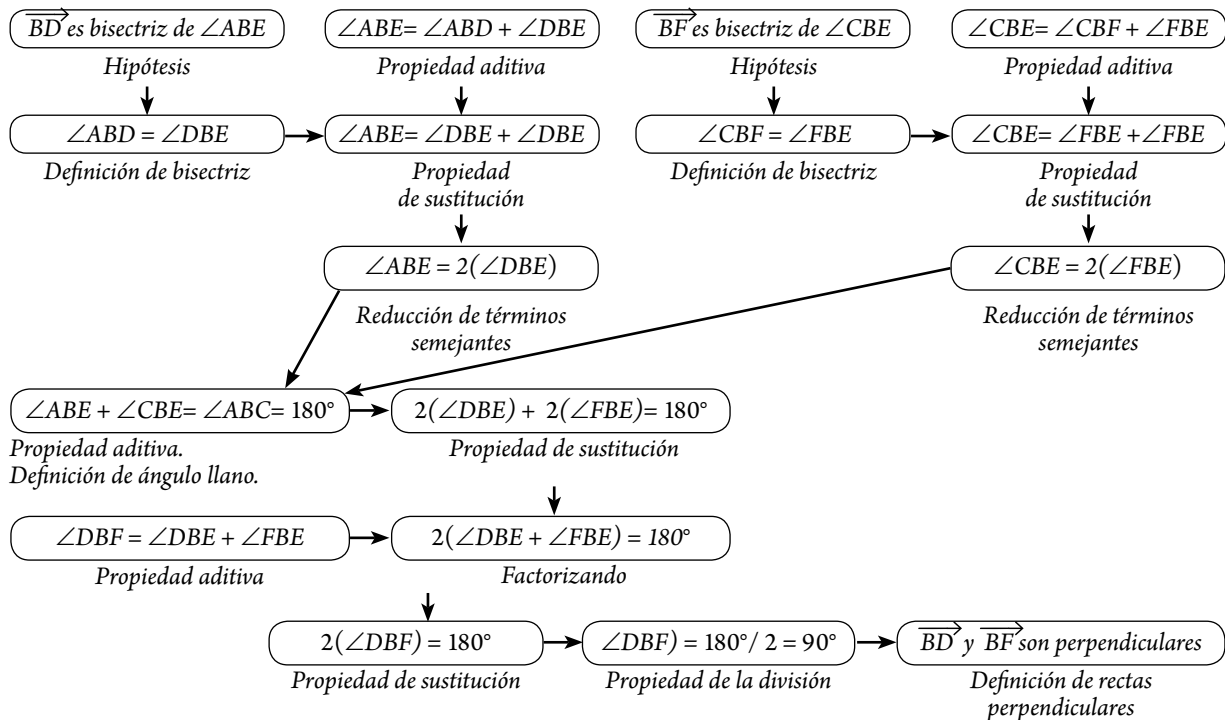 BD es bisectriz de ∠ABE
∠ABE= ∠ABD + ∠DBE
BF es bisectriz de ∠CBE
∠CBE= ∠CBF + ∠FBE
Hipótesis
Propiedad aditiva
Hipótesis
Propiedad aditiva
∠ABD = ∠DBE
∠ABE= ∠DBE + ∠DBE
∠CBF = ∠FBE
∠CBE= ∠FBE +∠FBE
Definición de bisectriz
Propiedad
de sustitución
Definición de bisectriz
Propiedad
de sustitución
∠ABE = 2(∠DBE)
∠CBE = 2(∠FBE)
Reducción de términos
semejantes
Reducción de términos
semejantes
∠ABE + ∠CBE= ∠ABC= 180°
2(∠DBE) + 2(∠FBE)= 180°
Propiedad aditiva.
Definición de ángulo llano.
Propiedad de sustitución
∠DBF = ∠DBE + ∠FBE
2(∠DBE + ∠FBE) = 180°
Propiedad aditiva
Factorizando
2(∠DBF) = 180°
∠DBF) = 180°/ 2 = 90°
BD y BF son perpendiculares
Propiedad de sustitución
Propiedad de la división
Definición de rectas
perpendiculares